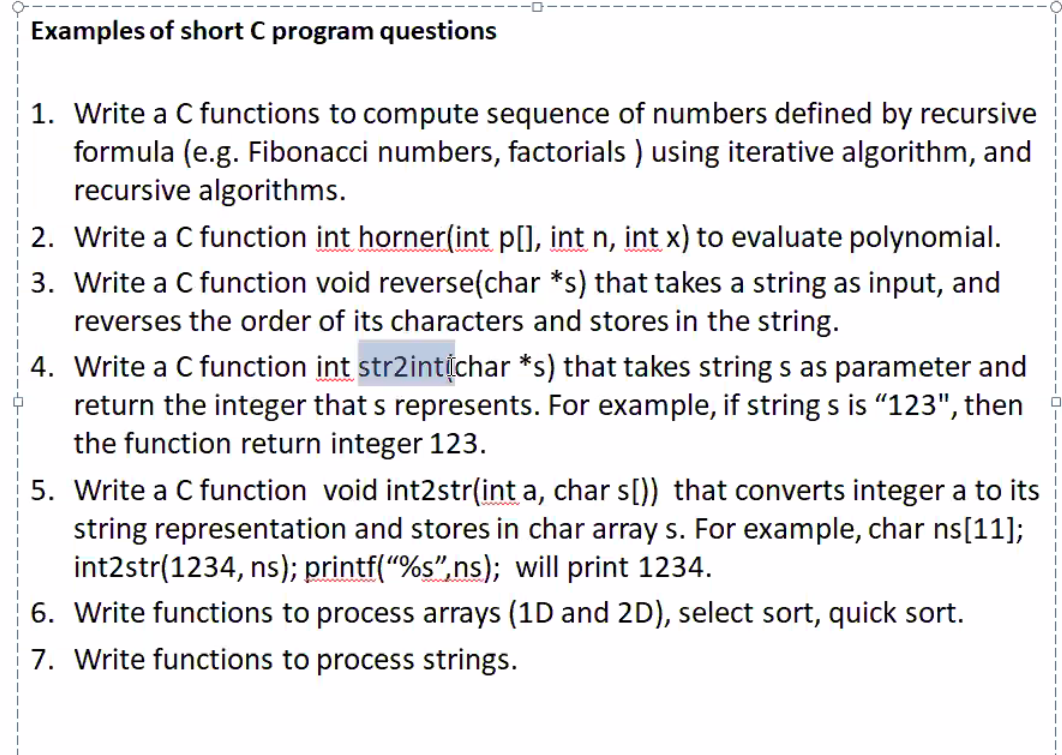 Examples of short C program questions
1. Write a C functions to compute sequence of numbers defined by recursive
formula (e.g. Fibonacci numbers, factorials ) using iterative algorithm, and
recursive algorithms.
2. Write a C function int horner(int p[], int n, int x) to evaluate polynomial.
3. Write a C function void reverse(char *s) that takes a string as input, and
reverses the order of its characters and stores in the string.
4. Write a C function int str2int(char *s) that takes string s as parameter and
return the integer that s represents. For example, if string s is “123", then
the function return integer 123.
5. Write a C function  void int2str(int a, char s[))  that converts integer a to its
string representation and stores in char array s. For example, char ns[11];
int2str(1234, ns); printf(“%s”,ns);  will print 1234.
6. Write functions to process arrays (1D and 2D), select sort, quick sort.
7. Write functions to process strings.